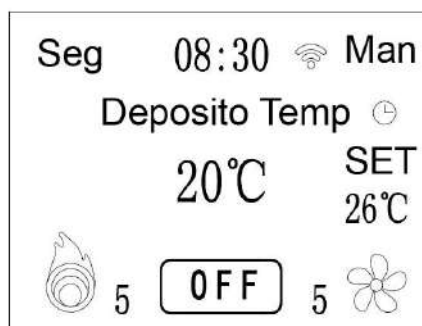 Seg 08:30 Man
Deposito Temp
20℃ SET
26℃
5 OFF 5